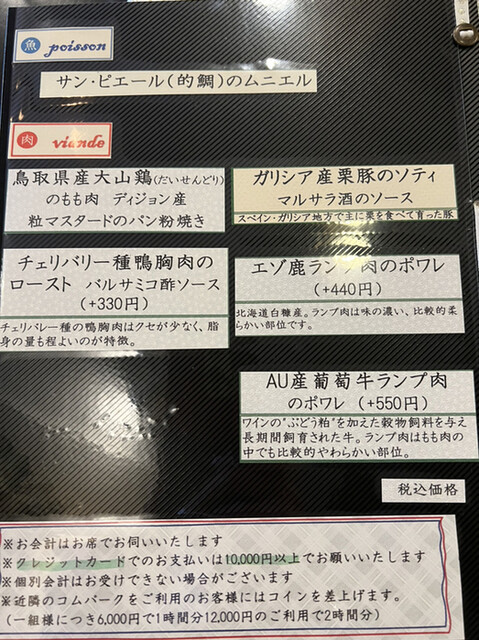 魚 poisson
サン・ピエール(的鯛)のムニエル
肉 viande
鳥取県産大山鶏(だいせんどり)
のもも肉 ディジョン産
粒マスタードのパン粉焼き
ガリシア産栗豚のソティ
マルサラ酒のソース
スペイン・ガリシア地方で主に栗を食べて育った豚
チェリバリー種鴨胸肉の
ロースト バルサミコ酢ソース
(+330円)
チェリバレー種の鴨胸肉はクセが少なく、脂
身の量も程よいのが特徴。
エゾ鹿ランプ肉のポワレ
(+440円)
北海道白糠産。ランプ肉は味の濃い、比較的柔
らかい部位です。
AU産葡萄牛ランプ肉
のポワレ (+550円)
ワインの"ぶどう粕"を加えた穀物飼料を与え
長期間飼育された牛。ランプ肉はもも肉の
中でも比較的やわらかい部位。
税込価格
※お会計はお席でお伺いいたします
※クレジットカードでのお支払いは10,000円以上でお願いいたします
※個別会計はお受けできない場合がございます
※近隣のコムパークをご利用のお客様にはコインを差上げます。
(一組様につき6,000円で1時間分12,000円のご利用で2時間分)